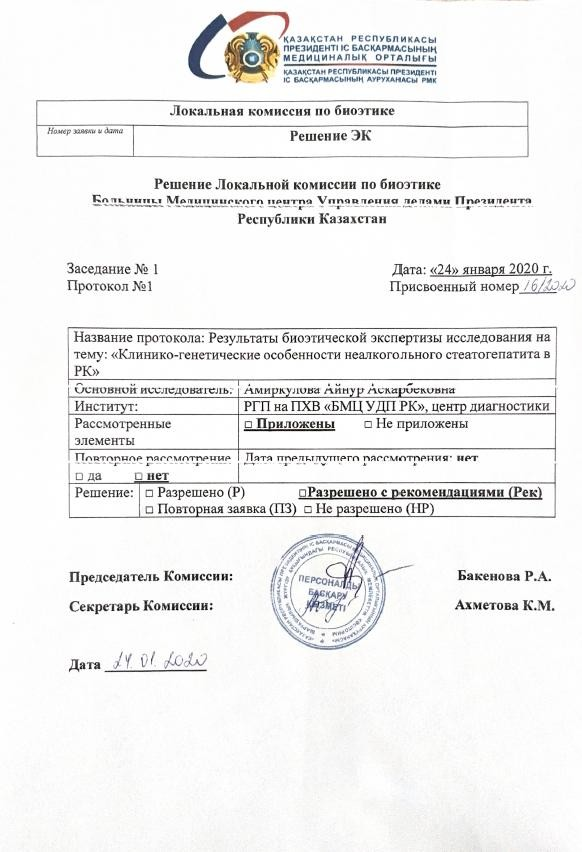 ҚАЗАҚСТАН РЕСПУБЛИКАСЫ
ПРЕЗИДЕНТІ ІС БАСҚАРМАСЫНЫҢ
МЕДИЦИНАЛЫҚ ОРТАЛЫҒЫ
ҚАЗАҚСТАН РЕСПУБЛИКАСЫ ПРЕЗИДЕНТІ
ІС БАСҚАРМАСЫНЫҢ АУРУХАНАСЫ РМК
Локальная комиссия по биоэтике
Номер заявки и дата
Решение ЭК
Решение Локальной комиссии по биоэтике
Больницы Медицинского центра Управления делами Президента
Республики Казахстан
Заседание № 1 Дата: «24» января 2020 г.
Протокол №1 Присвоенный номер 16/2020
Название протокола: Результаты биоэтической экспертизы исследования на
тему: «Клинико-генетические особенности неалкогольного стеатогепатита в
РК»
Основной исследователь: Амиркулова Айнур Аскарбековна
Институт: РГП на ПХВ «БМЦ УДП РК», центр диагностики
Рассмотренные □ Приложены □ Не приложены
элементы
Повторное рассмотрение Дата предыдущего рассмотрения: нет
□ да □ нет
Решение: □ Разрешено (Р) □Разрешено с рекомендациями (Рек)
□ Повторная заявка (ПЗ) □ Не разрешено (НР)
ПЕРСОНАЛДЫ
БАСҚАРУ
ҚЫЗМЕТІ
Председатель Комиссии: Бакенова Р.А.
Секретарь Комиссии: Ахметова К.М.
Дата 24.01.2020